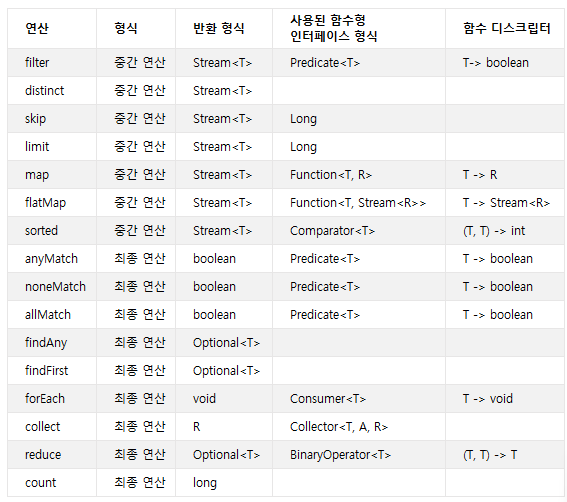 연산 형식 반환 형식 사용된 함수형 인터페이스 형식 함수 디스크립터
filter 중간 연산 Stream<T> Predicate<T> T-> boolean
distinct 중간 연산 Stream<T>
skip 중간 연산 Stream<T> Long
limit 중간 연산 Stream<T> Long
map 중간 연산 Stream<T> Function<T, R> T -> R
flatMap 중간 연산 Stream<T> Function<T, Stream<R>> T -> Stream<R>
sorted 중간 연산 Stream<T> Comparator<T> (T, T) -> int
anyMatch 최종 연산 boolean Predicate<T> T -> boolean
noneMatch 최종 연산 boolean Predicate<T> T -> boolean
allMatch 최종 연산 boolean Predicate<T> T -> boolean
findAny 최종 연산 Optional<T>
findFirst 최종 연산 Optional<T>
forEach 최종 연산 void Consumer<T> T -> void
collect 최종 연산 R Collector<T, A, R>
reduce 최종 연산 Optional<T> BinaryOperator<T> (T, T) -> T
count 최종 연산 long